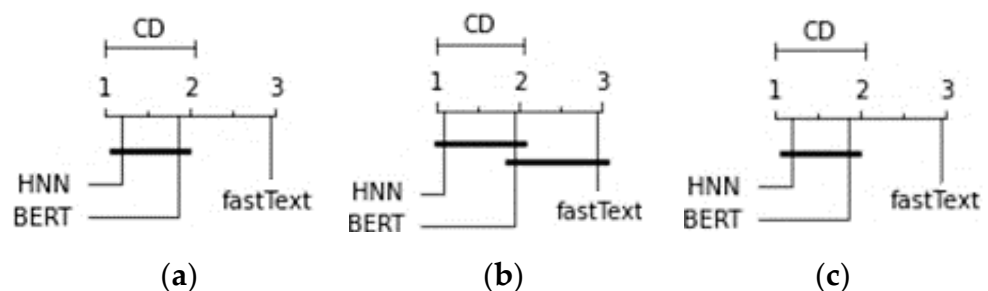 CD
1 2 3
HNN
BERT
fastText
(a)
CD
1 2 3
HNN
BERT
fastText
(b)
CD
1 2 3
HNN
BERT
fastText
(c)